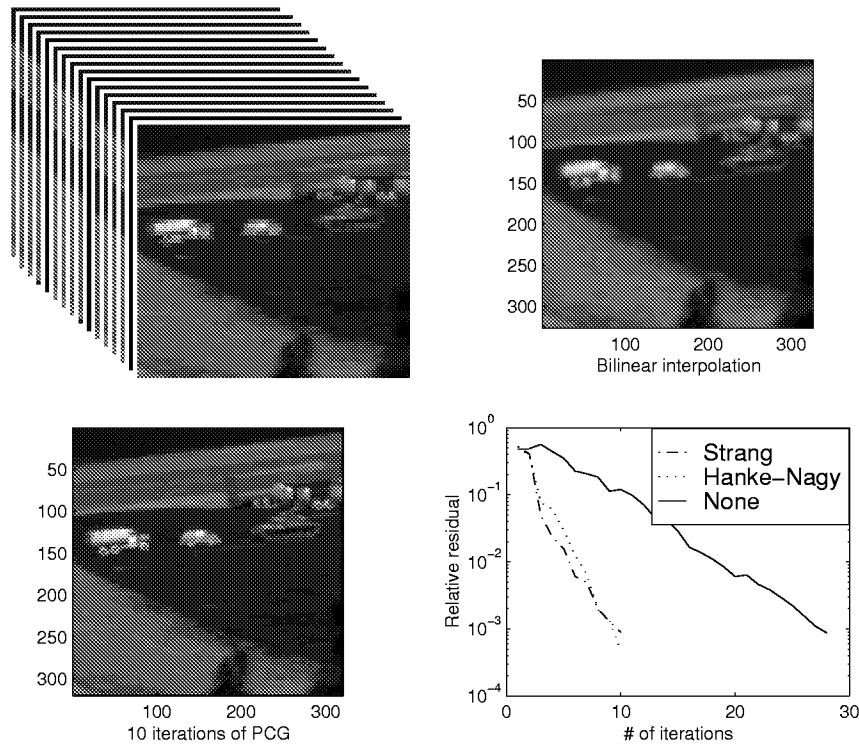 50
100
150
200
250
300
100 200 300
Bilinear interpolation
50
100
150
200
250
300
100 200 300
10 iterations of PCG
Relative residual
10^0
10^-1
10^-2
10^-3
10^-4
Strang
Hanke-Nagy
None
0 10 20 30
# of iterations